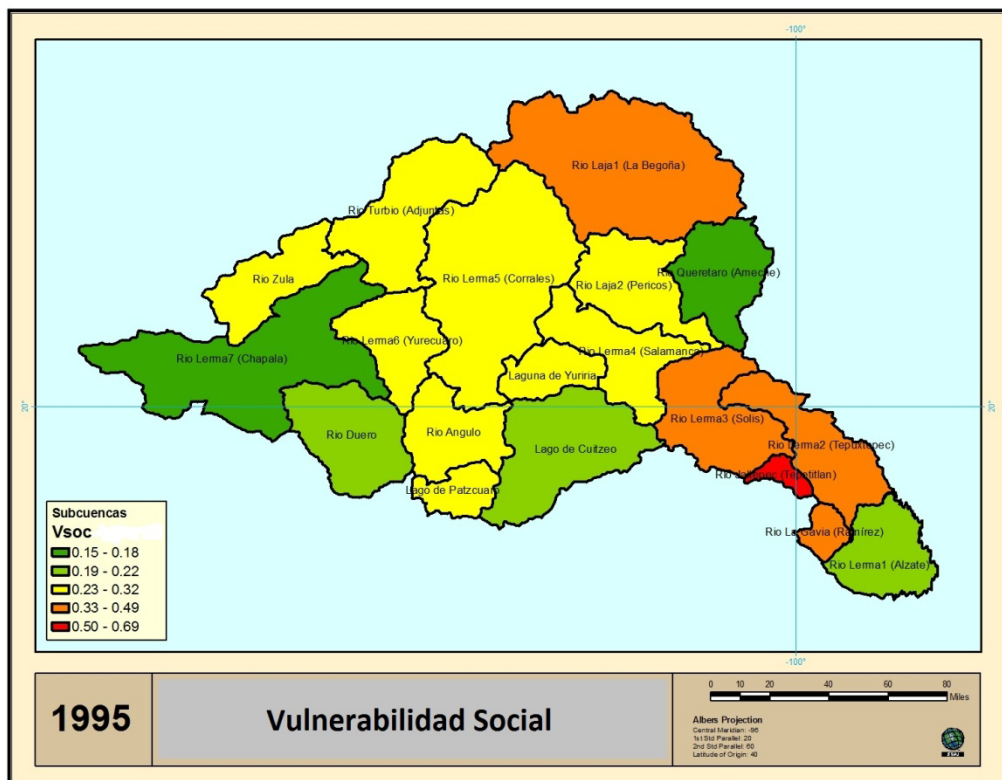 -100°
Rio Laja1 (La Begoña)
Rio Turbio (Adjuntas)
Rio Queretaro (Ameche)
Rio Zula
Rio Lerma5 (Corrales)
Rio Laja2 (Pericos)
Rio Lerma6 (Yurecuaro)
Rio Lerma4 (Salamanca)
Rio Lerma7 (Chapala)
Laguna de Yuriria
20°
20°
Rio Lerma3 (Solis)
Rio Duero
Rio Angulo
Lago de Cuitzeo
Rio Lerma2 (Tepuxtepec)
Rio Jaltepec (Tepetitlan)
Lago de Patzcuaro
Rio La Gavia (Ramírez)
Rio Lerma1 (Alzate)
Subcuencas
Vsoc
0.15 - 0.18
0.19 - 0.22
0.23 - 0.32
0.33 - 0.49
0.50 - 0.69
-100°
1995
Vulnerabilidad Social
0 10 20 40 60 80
Miles
Albers Projection
Central Meridian: -96
1st Std Parallel: 20
2nd Std Parallel: 60
Latitude of Origin: 40
ESRI